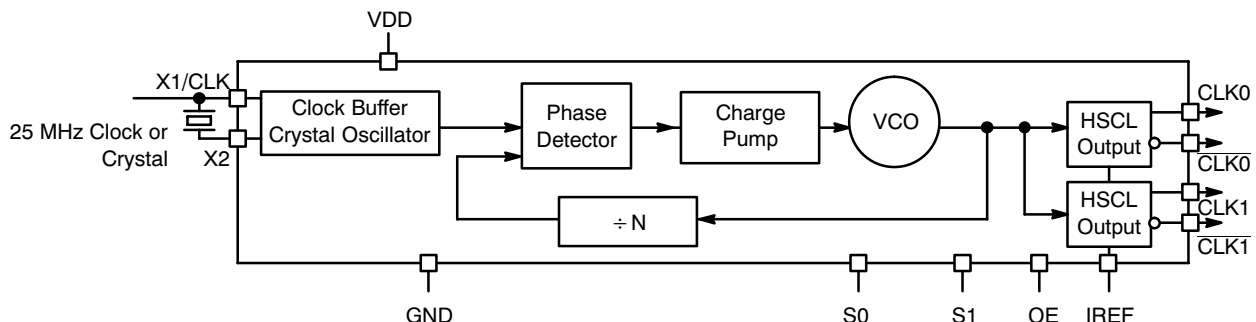 VDD
X1/CLK
25 MHz Clock or
Crystal
X2
Clock Buffer
Crystal Oscillator
Phase
Detector
Charge
Pump
VCO
÷ N
HSCL
Output
HSCL
Output
CLK0
CLK0
CLK1
CLK1
GND
S0
S1
OE
IREF